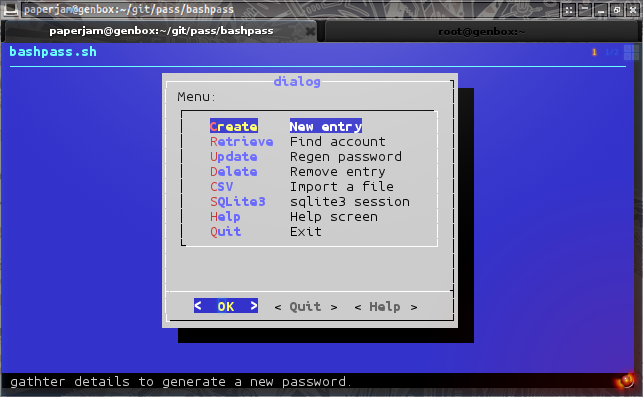 paperjam@genbox:~/git/pass/bashpass
paperjam@genbox:~/git/pass/bashpass
root@genbox:~
bashpass.sh
1 1/2
dialog
Menu:
Create New entry
Retrieve Find account
Update Regen password
Delete Remove entry
CSV Import a file
SQLite3 sqlite3 session
Help Help screen
Quit Exit
< OK > < Quit > < Help >
gathter details to generate a new password.